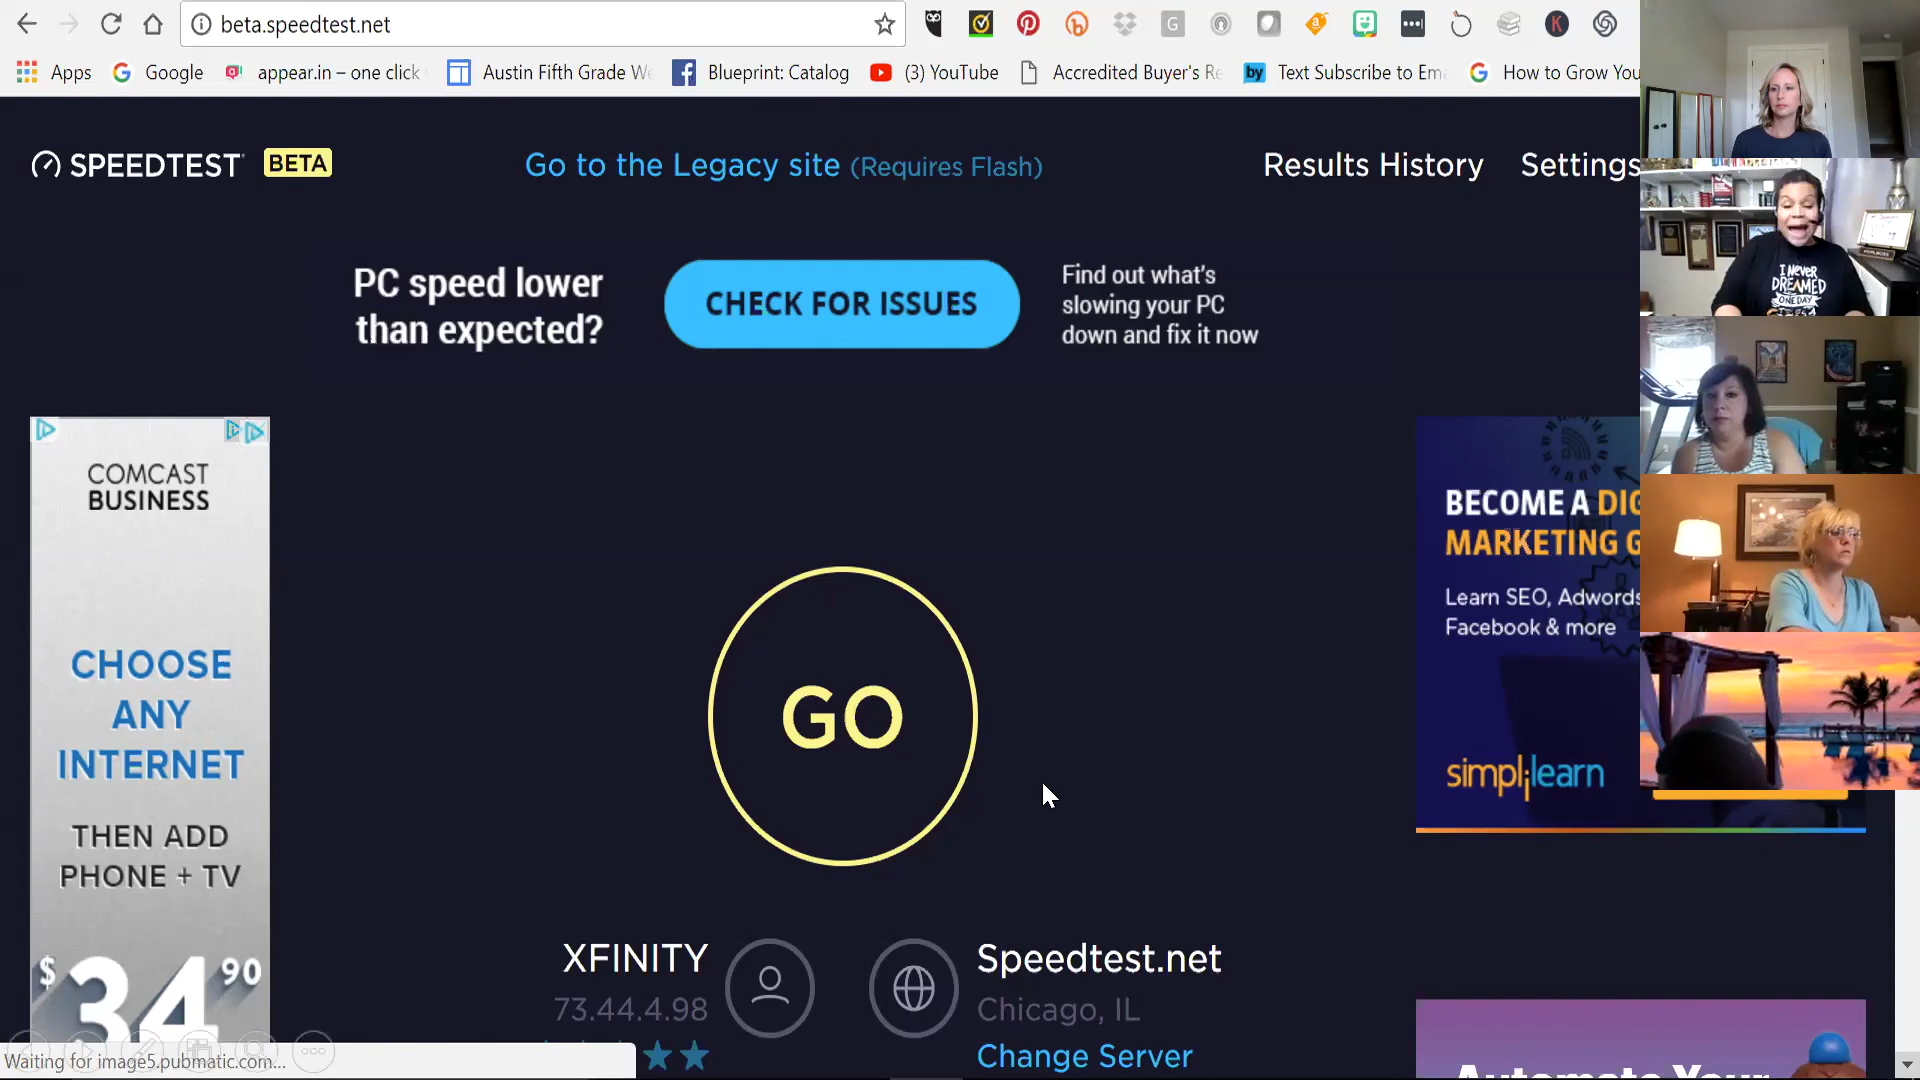 beta.speedtest.net
Apps
Google
appear.in – one click
Austin Fifth Grade We
Blueprint: Catalog
(3) YouTube
Accredited Buyer's Re
by
Text Subscribe to Ema
How to Grow You
SPEEDTEST BETA
Go to the Legacy site (Requires Flash)
Results History
Settings
PC speed lower
than expected?
CHECK FOR ISSUES
Find out what's
slowing your PC
down and fix it now
COMCAST
BUSINESS
CHOOSE
ANY
INTERNET
THEN ADD
PHONE + TV
$34.90
GO
XFINITY
73.44.4.98
Speedtest.net
Chicago, IL
Change Server
BECOME A DIG
MARKETING G
Learn SEO, Adwords
Facebook & more
simplilearn
Automate Your
I NEVER
DREAMED
ONE DAY
Waiting for image5.pubmatic.com...